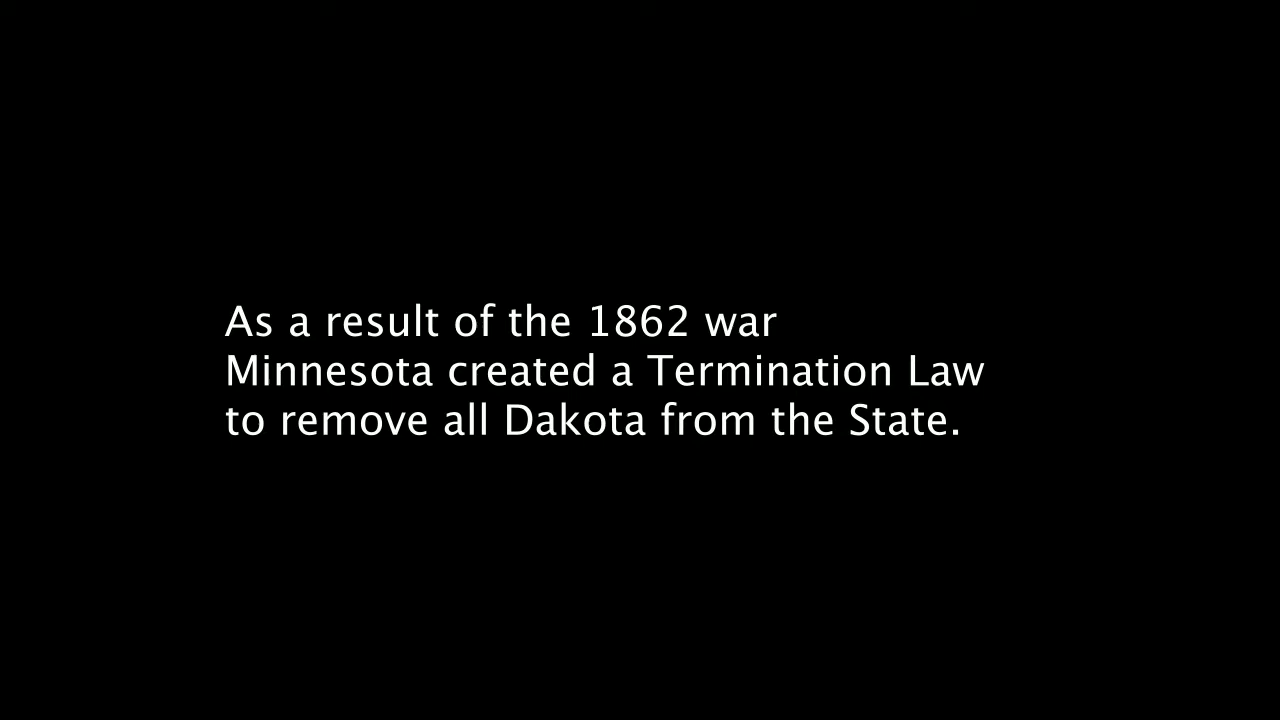 As a result of the 1862 war
Minnesota created a Termination Law
to remove all Dakota from the State.